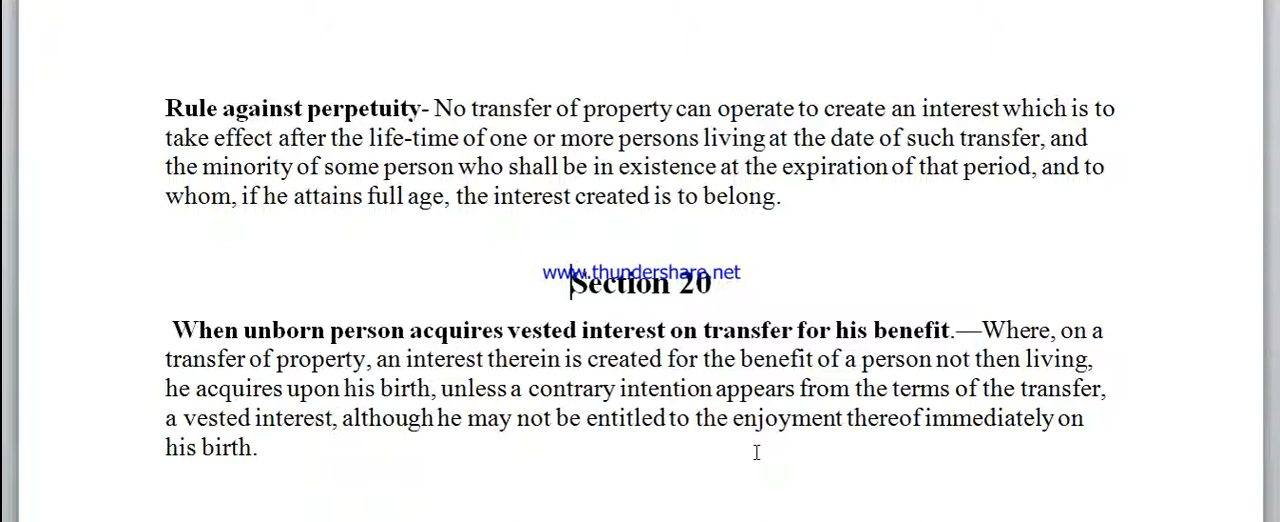 Rule against perpetuity- No transfer of property can operate to create an interest which is to
take effect after the life-time of one or more persons living at the date of such transfer, and
the minority of some person who shall be in existence at the expiration of that period, and to
whom, if he attains full age, the interest created is to belong.
www.thundershare.net
Section 20
When unborn person acquires vested interest on transfer for his benefit.—Where, on a
transfer of property, an interest therein is created for the benefit of a person not then living,
he acquires upon his birth, unless a contrary intention appears from the terms of the transfer,
a vested interest, although he may not be entitled to the enjoyment thereof immediately on
his birth.